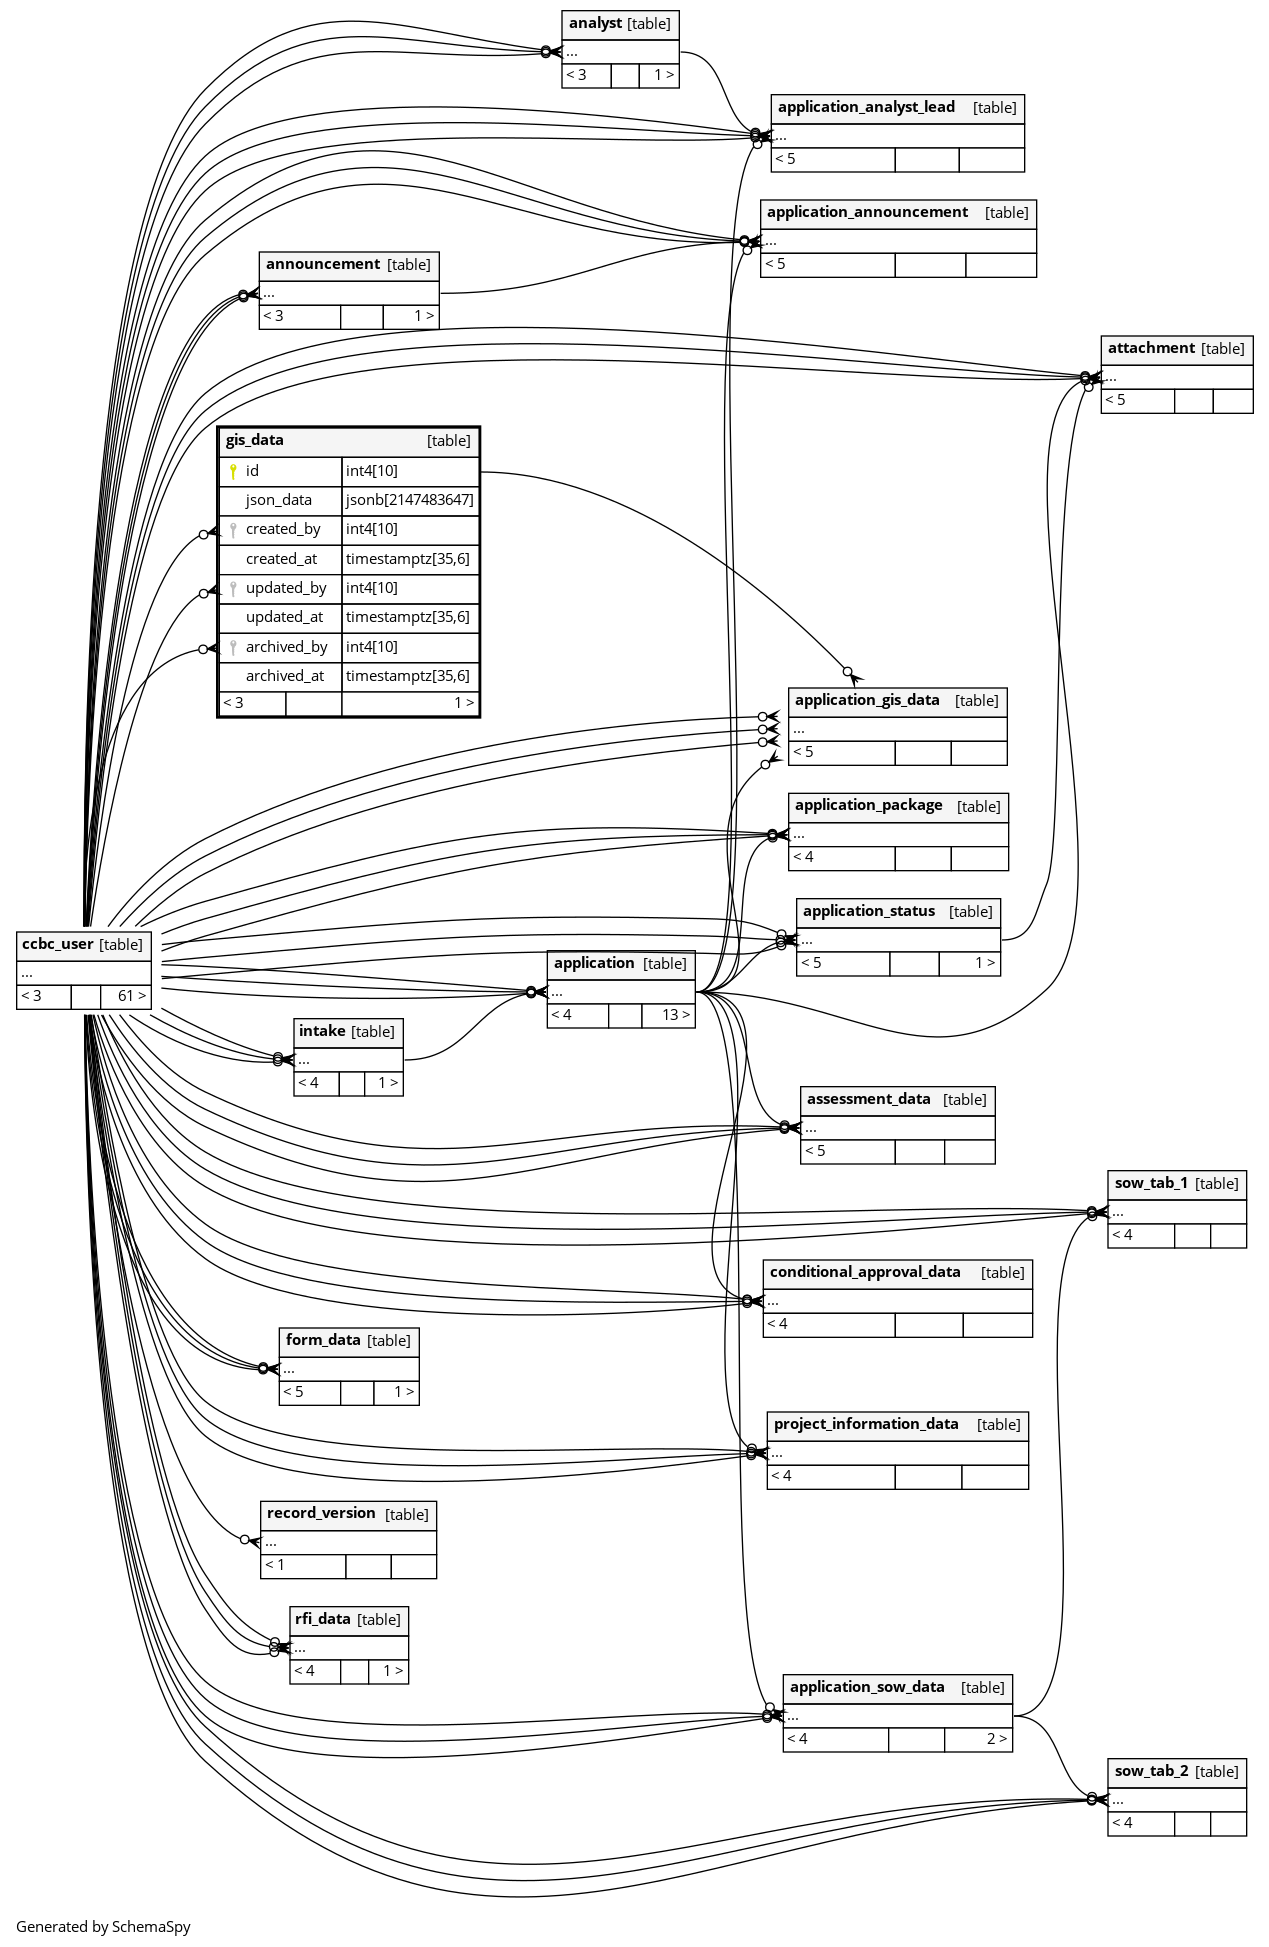 analyst [table]
...
< 3 1 >
application_analyst_lead [table]
...
< 5
application_announcement [table]
...
< 5
announcement [table]
...
< 3 1 >
attachment [table]
...
< 5
gis_data [table]
id int4[10]
json_data jsonb[2147483647]
created_by int4[10]
created_at timestamptz[35,6]
updated_by int4[10]
updated_at timestamptz[35,6]
archived_by int4[10]
archived_at timestamptz[35,6]
< 3 1 >
application_gis_data [table]
...
< 5
application_package [table]
...
< 4
application_status [table]
...
< 5 1 >
ccbc_user [table]
...
< 3 61 >
application [table]
...
< 4 13 >
intake [table]
...
< 4 1 >
assessment_data [table]
...
< 5
sow_tab_1 [table]
...
< 4
conditional_approval_data [table]
...
< 4
form_data [table]
...
< 5 1 >
project_information_data [table]
...
< 4
record_version [table]
...
< 1
rfi_data [table]
...
< 4 1 >
application_sow_data [table]
...
< 4 2 >
sow_tab_2 [table]
...
< 4
Generated by SchemaSpy